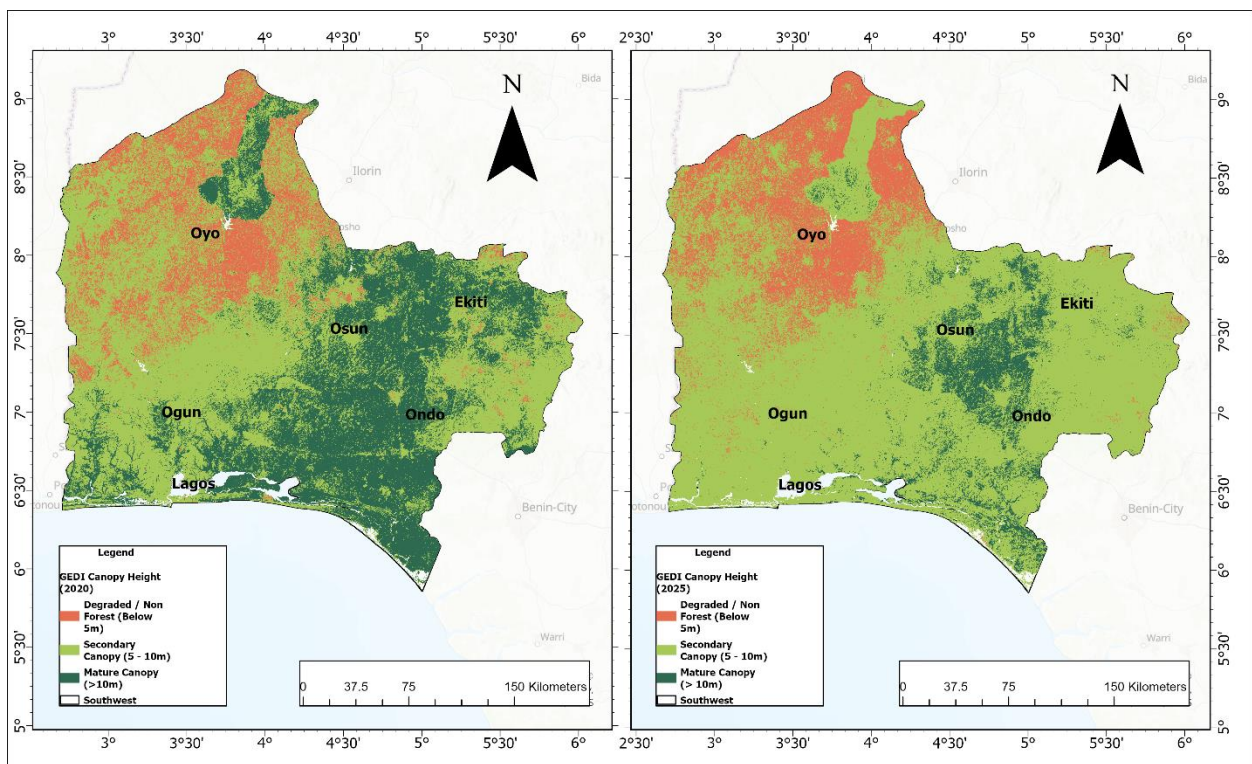 3° 3°30' 4° 4°30' 5° 5°30' 6°
N
Bida
9°
Ilorin
8°30'
Oyo
8°
osho
Ekiti
Osun
7°30'
Ogun
Ondo
7°
Lagos
6°30'
otonou
Benin-City
Legend
GEDI Canopy Height
(2020)
Degraded / Non
Forest (Below
5m)
Secondary
Canopy (5 - 10m)
Mature Canopy
(>10m)
Southwest
6°
Warri
5°30'
0 37.5 75 150 Kilometers
5°
3° 3°30' 4° 4°30' 5° 5°30' 6°
2°30' 3° 3°30' 4° 4°30' 5° 5°30' 6°
N
Bida
9°
Ilorin
8°30'
Oyo
osho
8°
Ekiti
Osun
7°30'
Ogun
Ondo
7°
Lagos
6°30'
otonou
Benin-City
Legend
GEDI Canopy Height
(2025)
Degraded / Non
Forest (Below
5m)
Secondary
Canopy (5 - 10m)
Mature Canopy
(> 10m)
Southwest
6°
Warri
5°30'
0 37.5 75 150 Kilometers
5°
2°30' 3° 3°30' 4° 4°30' 5° 5°30' 6°